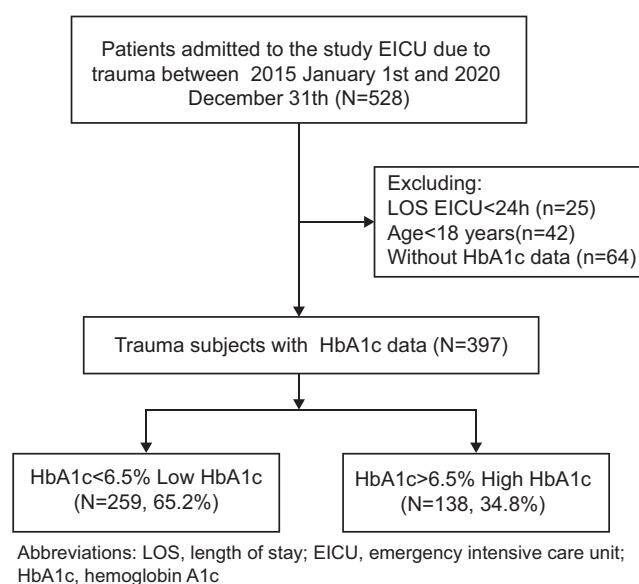 Patients admitted to the study EICU due to
trauma between 2015 January 1st and 2020
December 31th (N=528)
Excluding:
LOS EICU<24h (n=25)
Age<18 years(n=42)
Without HbA1c data (n=64)
Trauma subjects with HbA1c data (N=397)
HbA1c<6.5% Low HbA1c
(N=259, 65.2%)
HbA1c>6.5% High HbA1c
(N=138, 34.8%)
Abbreviations: LOS, length of stay; EICU, emergency intensive care unit;
HbA1c, hemoglobin A1c